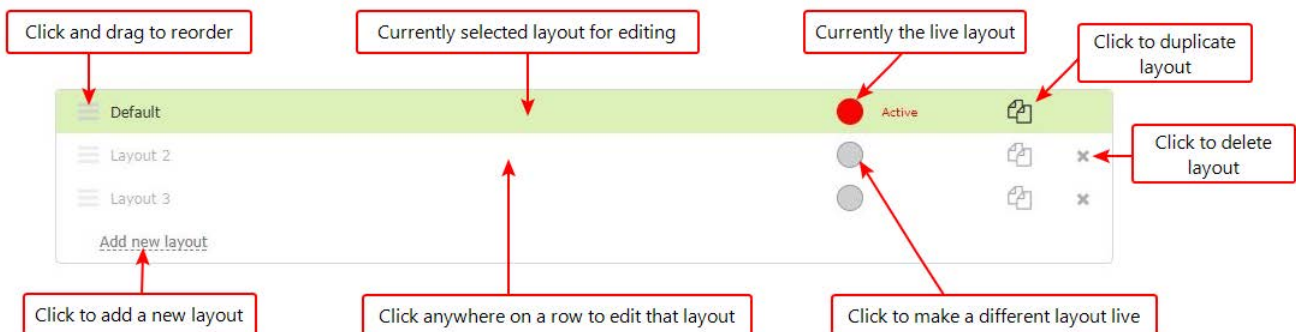 Click and drag to reorder
Currently selected layout for editing
Currently the live layout
Click to duplicate
layout
Default
Active
Layout 2
Click to delete
layout
Layout 3
Add new layout
Click to add a new layout
Click anywhere on a row to edit that layout
Click to make a different layout live